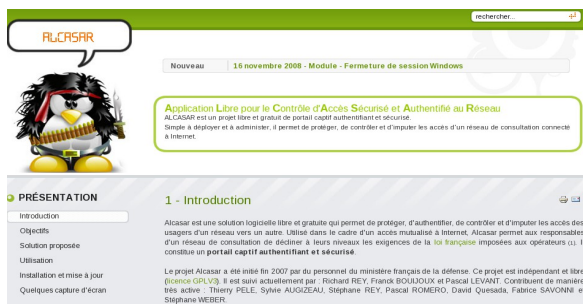 rechercher...
ALCASAR
Nouveau 16 novembre 2008 - Module - Fermeture de session Windows
Application Libre pour le Contrôle d'Accès Sécurisé et Authentifié au Réseau
ALCASAR est un projet libre et gratuit de portail captif authentifiant et sécurisé.
Simple à déployer et à administrer, il permet de protéger, de contrôler et d'imputer les accès d'un réseau de consultation connecté
à Internet.
PRÉSENTATION
Introduction
Objectifs
Solution proposée
Utilisation
Installation et mise à jour
Quelques capture d'écran
1 - Introduction
Alcasar est une solution logicielle libre et gratuite qui permet de protéger, d'authentifier, de contrôler et d'imputer les accès des
usagers d'un réseau vers un autre. Utilisé dans le cadre d'un accès mutualisé à Internet, Alcasar permet aux responsables
d'un réseau de consultation de décliner à leurs niveaux les exigences de la loi française imposées aux opérateurs (1). I
constitue un portail captif authentifiant et sécurisé.
Le projet Alcasar a été initié fin 2007 par du personnel du ministère français de la défense. Ce projet est indépendant et libre
(licence GPLV3). Il est suivi actuellement par : Richard REY, Franck BOUIJOUX et Pascal LEVANT. Contribuent de manière
très active : Thierry PELE, Sylvie AUGIZEAU, Stéphane REY, Pascal ROMERO, David Quesada, Fabrice SAVONNI e
Stéphane WEBER.